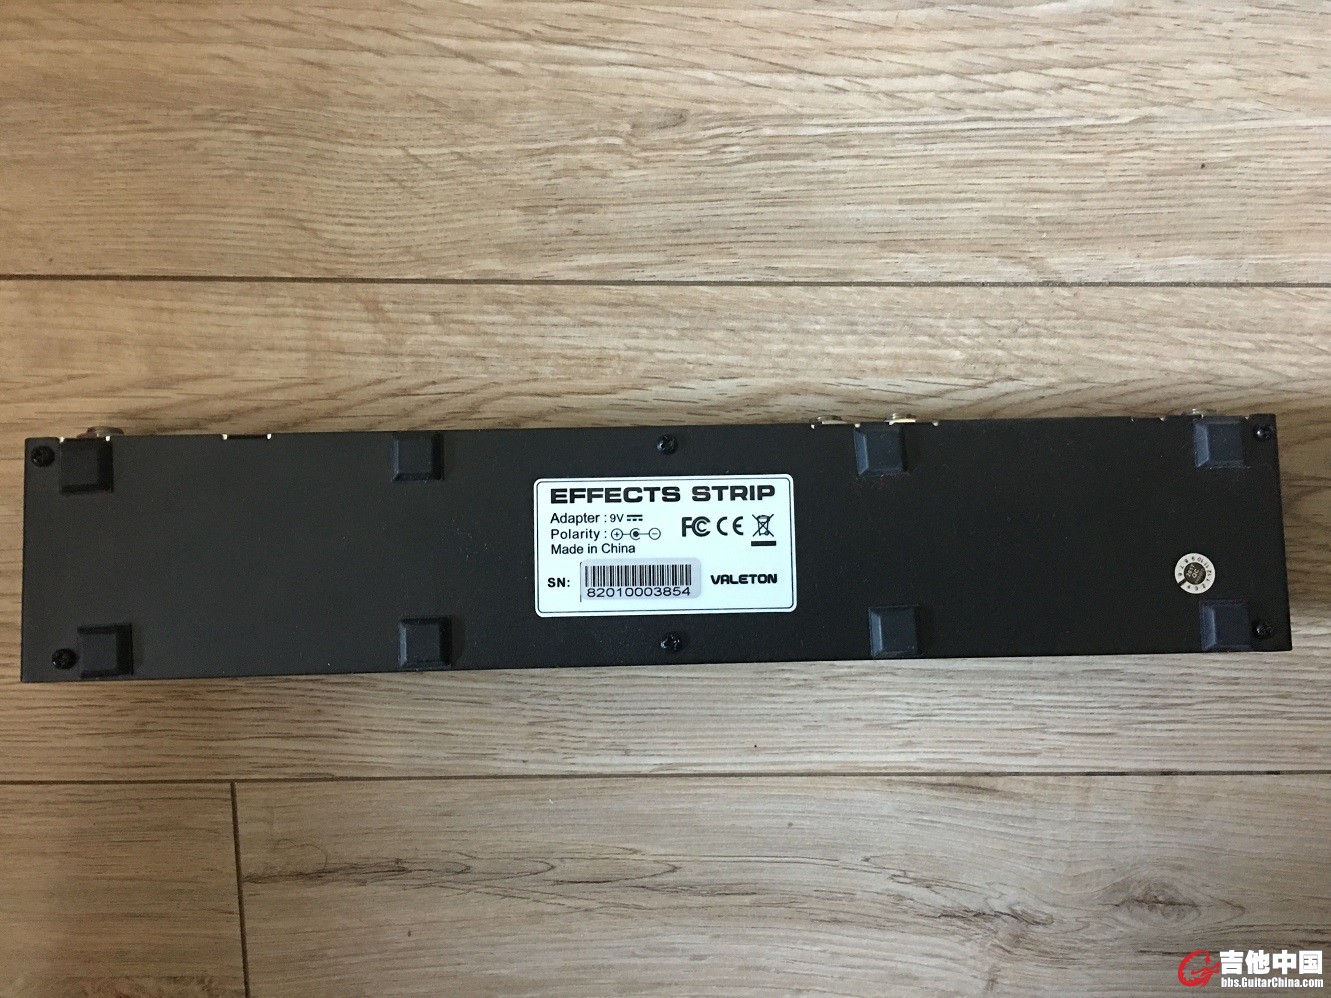 EFFECTS STRIP
Adapter : 9V
Polarity :
Made in China
FC CE
SN:
82010003854
VALETON
吉他中国
bbs.GuitarChina.com